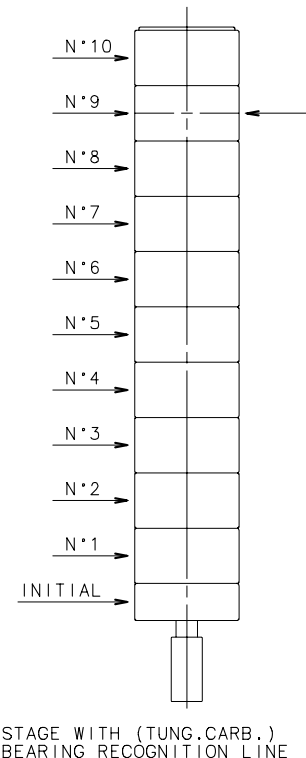 N°10
N°9
N°8
N°7
N°6
N°5
N°4
N°3
N°2
N°1
INITIAL
STAGE WITH (TUNG.CARB.)
BEARING RECOGNITION LINE